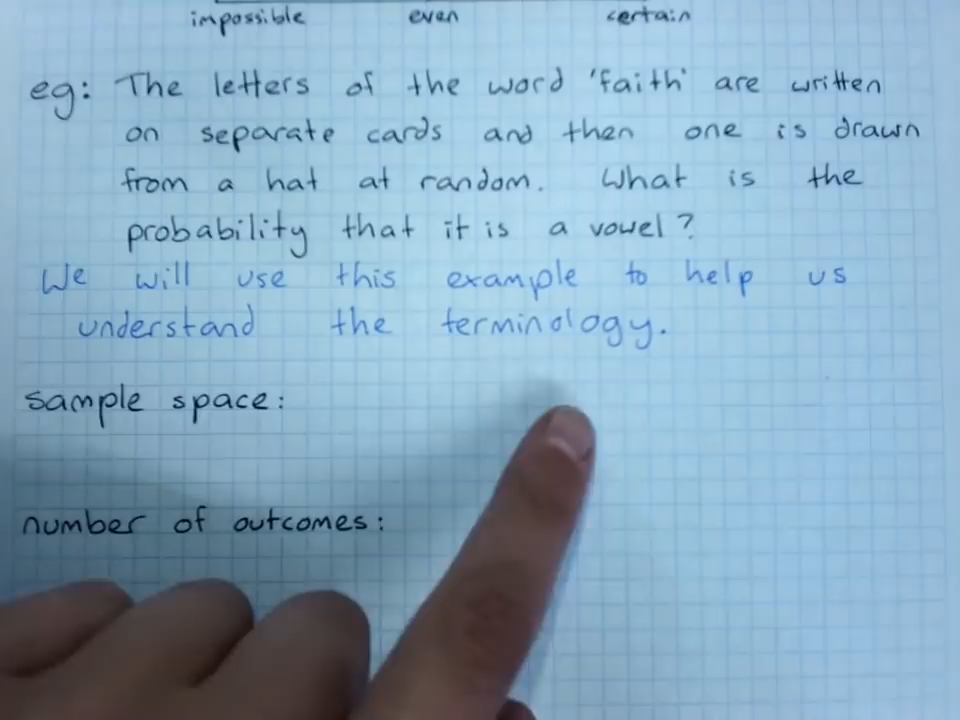 impossible even certain
eg: The letters of the word 'faith' are written
on separate cards and then one is drawn
from a hat at random. What is the
probability that it is a vowel?
We will use this example to help us
understand the terminology.
sample space:
number of outcomes: